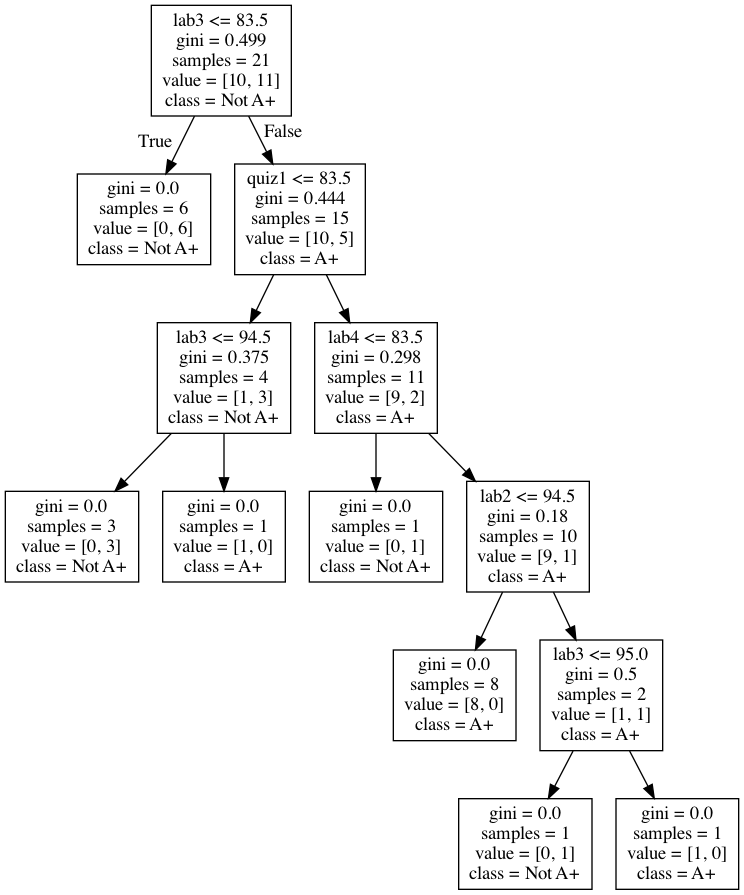 lab3 <= 83.5
gini = 0.499
samples = 21
value = [10, 11]
class = Not A+
True
False
gini = 0.0
samples = 6
value = [0, 6]
class = Not A+
quiz1 <= 83.5
gini = 0.444
samples = 15
value = [10, 5]
class = A+
lab3 <= 94.5
gini = 0.375
samples = 4
value = [1, 3]
class = Not A+
lab4 <= 83.5
gini = 0.298
samples = 11
value = [9, 2]
class = A+
gini = 0.0
samples = 3
value = [0, 3]
class = Not A+
gini = 0.0
samples = 1
value = [1, 0]
class = A+
gini = 0.0
samples = 1
value = [0, 1]
class = Not A+
lab2 <= 94.5
gini = 0.18
samples = 10
value = [9, 1]
class = A+
gini = 0.0
samples = 8
value = [8, 0]
class = A+
lab3 <= 95.0
gini = 0.5
samples = 2
value = [1, 1]
class = A+
gini = 0.0
samples = 1
value = [0, 1]
class = Not A+
gini = 0.0
samples = 1
value = [1, 0]
class = A+